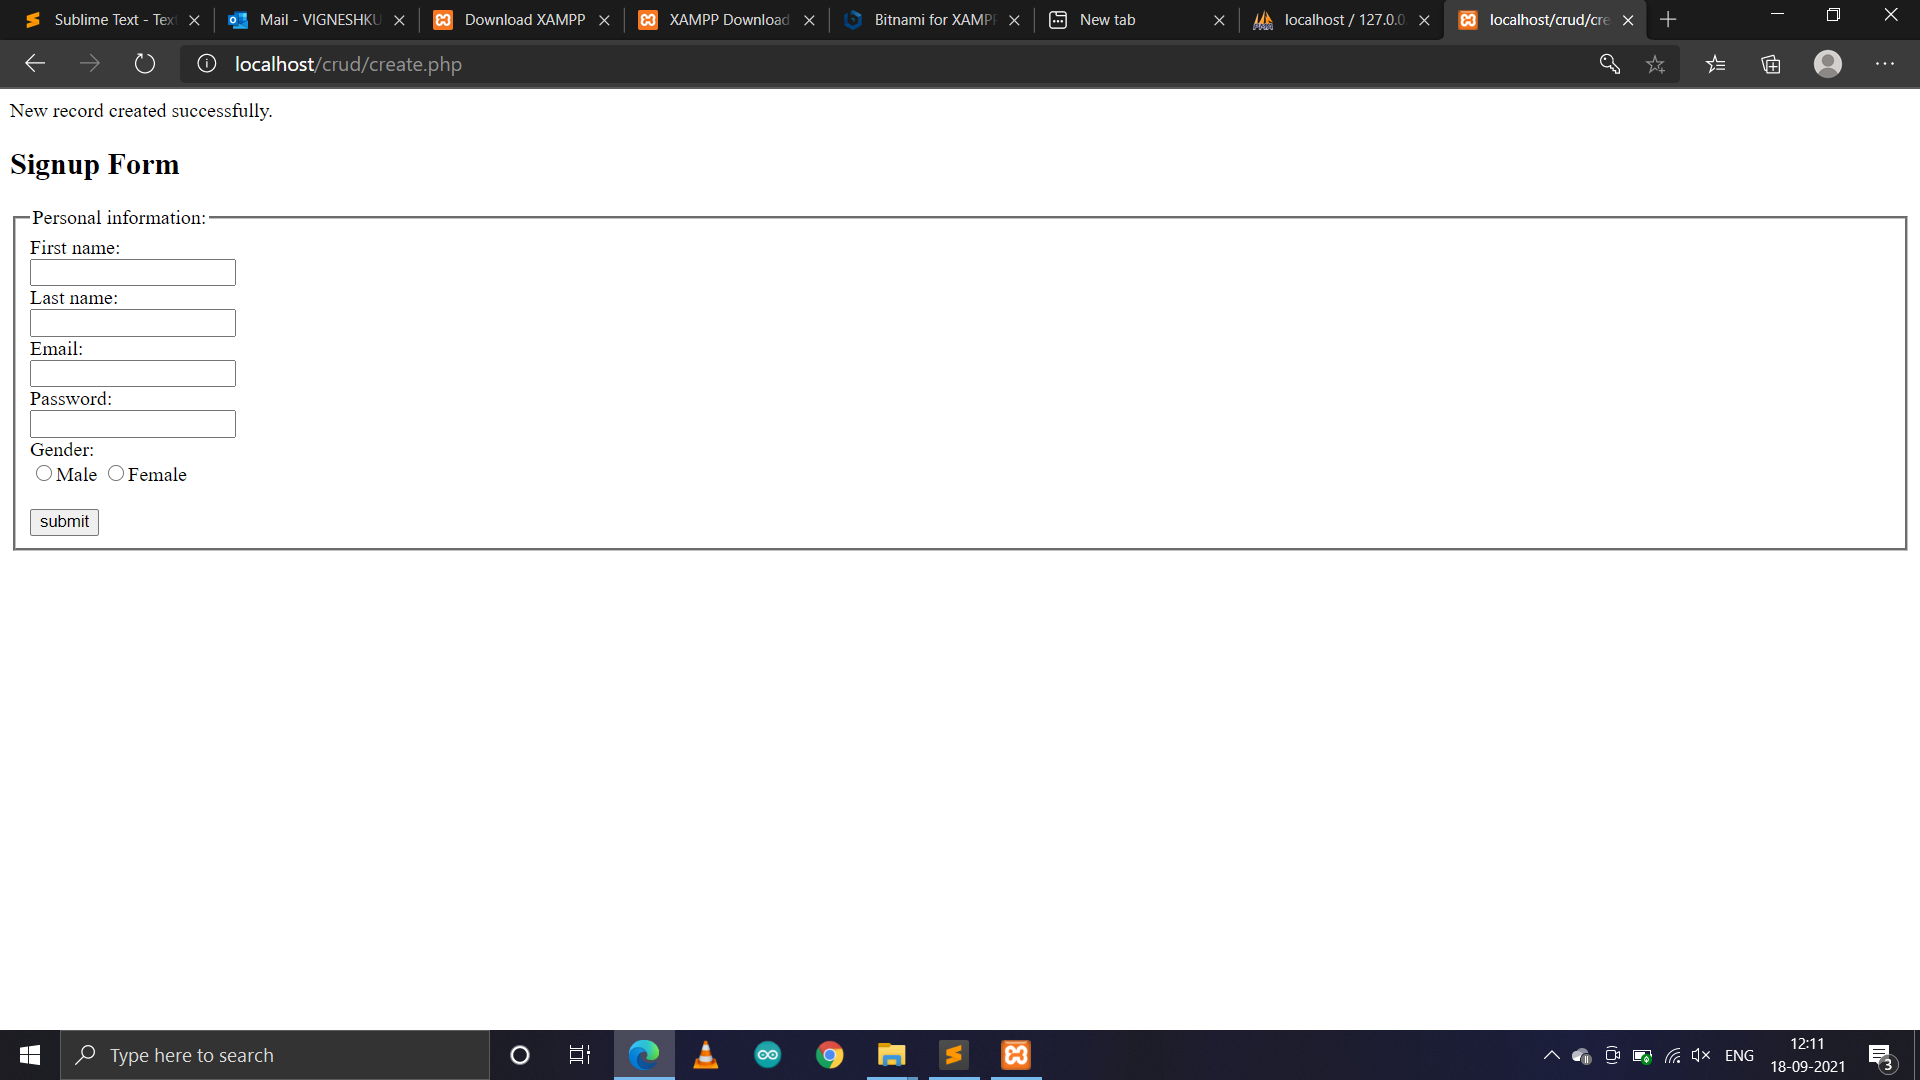 Sublime Text - Tex
Mail - VIGNESHKU
Download XAMPP
XAMPP Download
Bitnami for XAMPP
New tab
localhost / 127.0.0.
localhost/crud/cre
localhost/crud/create.php
New record created successfully.
Signup Form
Personal information:
First name:
Last name:
Email:
Password:
Gender:
Male Female
submit
Type here to search
ENG
12:11
18-09-2021
3